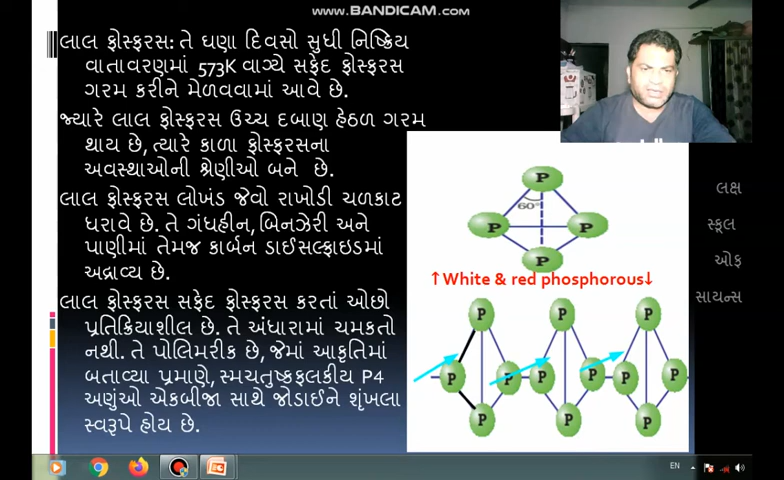 www.BANDICAM.com
લાલ ફોસ્ફરસ: તે ઘણા દિવસો સુધી નિષ્ક્રિય
વાતાવરણમાં 573K વાગ્યે સફેદ ફોસ્ફરસ
ગરમ કરીને મેળવવામાં આવે છે.
જ્યારે લાલ ફોસ્ફરસ ઉચ્ચ દબાણ હેઠળ ગરમ
થાય છે, ત્યારે કાળા ફોસ્ફરસના
અવસ્થાઓની શ્રેણીઓ બને છે.
લાલ ફોસ્ફરસ લોખંડ જેવો રાખોડી ચળકાટ
ધરાવે છે. તે ગંધહીન, બિનઝેરી અને
પાણીમાં તેમજ કાર્બન ડાઈસલ્ફાઇડમાં
અદ્રાવ્ય છે.
લાલ ફોસ્ફરસ સફેદ ફોસ્ફરસ કરતાં ઓછો
પ્રતિક્રિયાશીલ છે. તે અંધારામાં ચમકતો
નથી. તે પોલિમરીક છે, જેમાં આકૃતિમાં
બતાવ્યા પ્રમાણે, સ્મચતુષ્કફલકીય P4
અણુંઓ એકબીજા સાથે જોડાઈને શૃંખલા
સ્વરૂપે હોય છે.
P
60°
P P
P
↑White & red phosphorous↓
P P P
P P P P P P
P P P
લક્ષ
સ્કૂલ
ઓફ
સાયન્સ
EN